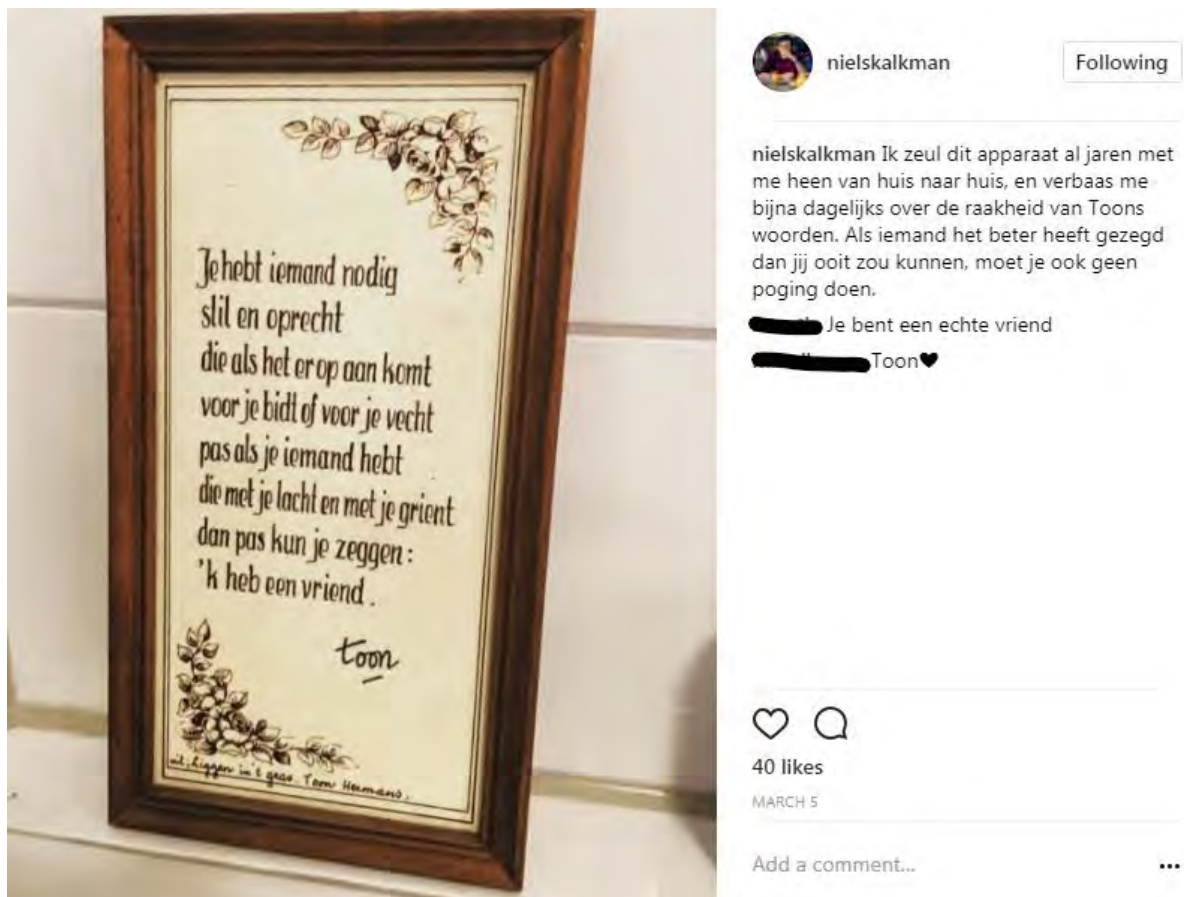 Je hebt iemand nodig
stil en oprecht
die als het er op aan komt
voor je bidt of voor je vecht
pas als je iemand hebt
die met je lacht en met je grient
dan pas kun je zeggen:
'k heb een vriend.
toon
uit, Liggen in 't gras. Toon Hermans.
nielskalkman
Following
nielskalkman Ik zeul dit apparaat al jaren met
me heen van huis naar huis, en verbaas me
bijna dagelijks over de raakheid van Toons
woorden. Als iemand het beter heeft gezegd
dan jij ooit zou kunnen, moet je ook geen
poging doen.
Je bent een echte vriend
Toon♥
40 likes
MARCH 5
Add a comment...